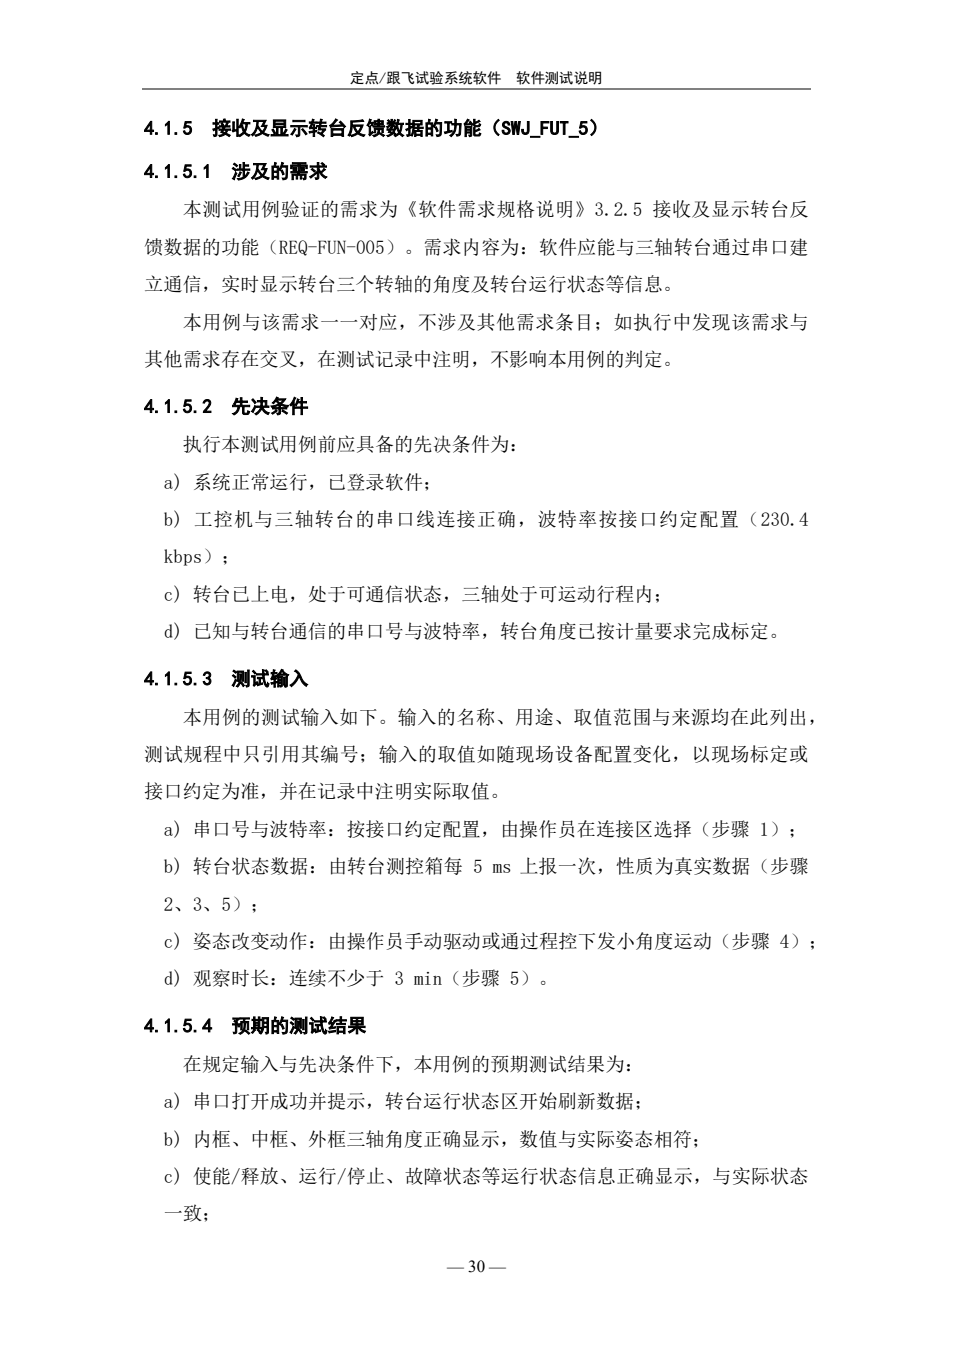 定点/跟飞试验系统软件　软件测试说明
4.1.5 接收及显示转台反馈数据的功能（SWJ_FUT_5）
4.1.5.1 涉及的需求
本测试用例验证的需求为《软件需求规格说明》3.2.5 接收及显示转台反
馈数据的功能（REQ-FUN-005）。需求内容为：软件应能与三轴转台通过串口建
立通信，实时显示转台三个转轴的角度及转台运行状态等信息。
本用例与该需求一一对应，不涉及其他需求条目；如执行中发现该需求与
其他需求存在交叉，在测试记录中注明，不影响本用例的判定。
4.1.5.2 先决条件
执行本测试用例前应具备的先决条件为：
a) 系统正常运行，已登录软件；
b) 工控机与三轴转台的串口线连接正确，波特率按接口约定配置（230.4
kbps）；
c) 转台已上电，处于可通信状态，三轴处于可运动行程内；
d) 已知与转台通信的串口号与波特率，转台角度已按计量要求完成标定。
4.1.5.3 测试输入
本用例的测试输入如下。输入的名称、用途、取值范围与来源均在此列出，
测试规程中只引用其编号；输入的取值如随现场设备配置变化，以现场标定或
接口约定为准，并在记录中注明实际取值。
a) 串口号与波特率：按接口约定配置，由操作员在连接区选择（步骤 1）；
b) 转台状态数据：由转台测控箱每 5 ms 上报一次，性质为真实数据（步骤
2、3、5）；
c) 姿态改变动作：由操作员手动驱动或通过程控下发小角度运动（步骤 4）；
d) 观察时长：连续不少于 3 min（步骤 5）。
4.1.5.4 预期的测试结果
在规定输入与先决条件下，本用例的预期测试结果为：
a) 串口打开成功并提示，转台运行状态区开始刷新数据；
b) 内框、中框、外框三轴角度正确显示，数值与实际姿态相符；
c) 使能/释放、运行/停止、故障状态等运行状态信息正确显示，与实际状态
一致；
— 30 —